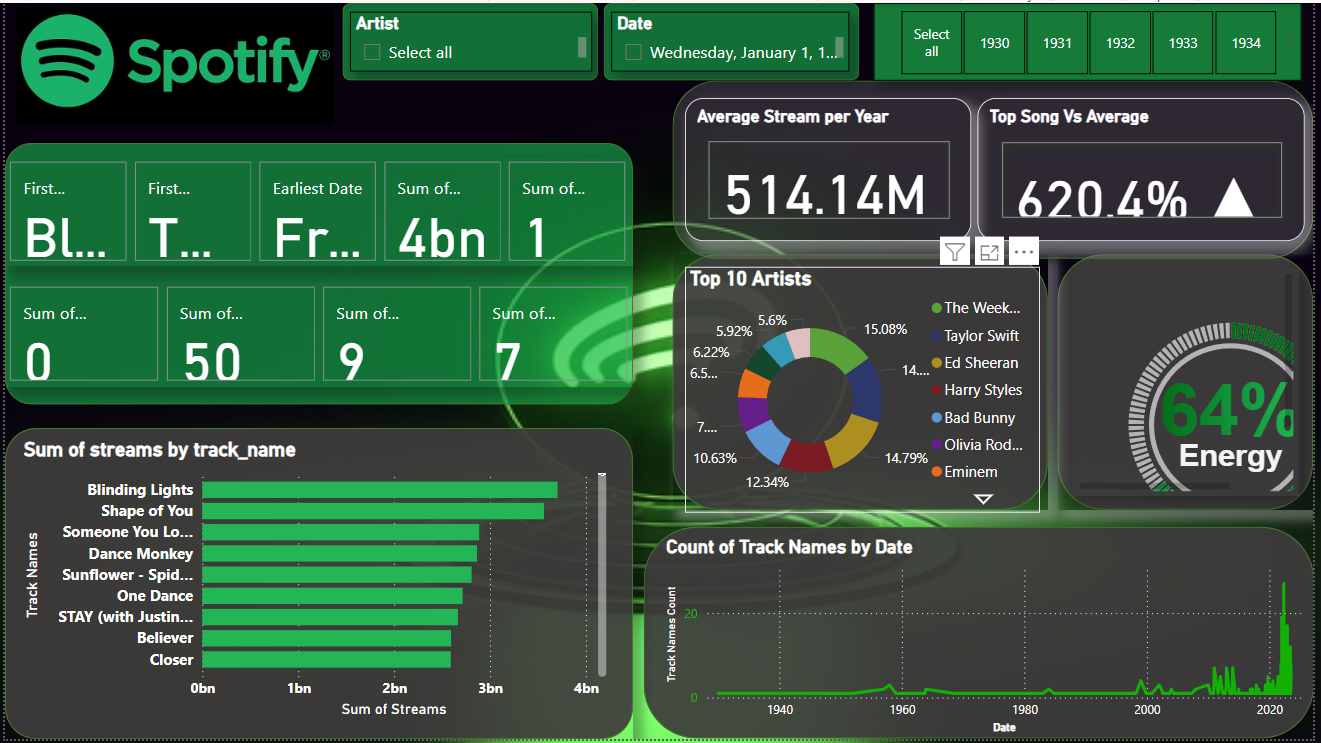 Spotify®
Artist
Select all
Date
Wednesday, January 1, 1...
Select all
1930
1931
1932
1933
1934
Average Stream per Year
514.14M
Top Song Vs Average
620.4%
First...
Bl...
First...
T...
Earliest Date
Fr...
Sum of...
4bn
Sum of...
1
Sum of...
0
Sum of...
50
Sum of...
9
Sum of...
7
Top 10 Artists
15.08%
14....
14.79%
12.34%
10.63%
7....
6.5...
6.22%
5.92%
5.6%
The Week...
Taylor Swift
Ed Sheeran
Harry Styles
Bad Bunny
Olivia Rod...
Eminem
64%
Energy
Sum of streams by track_name
Track Names
Blinding Lights
Shape of You
Someone You Lo...
Dance Monkey
Sunflower - Spid...
One Dance
STAY (with Justin...
Believer
Closer
0bn
1bn
2bn
3bn
4bn
Sum of Streams
Count of Track Names by Date
Track Names Count
20
0
1940
1960
1980
2000
2020
Date